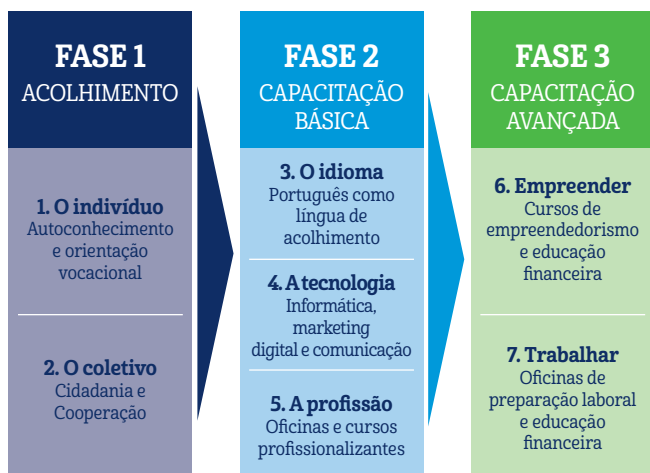 FASE 1
ACOLHIMENTO
1. O indivíduo
Autoconhecimento
e orientação
vocacional
2. O coletivo
Cidadania e
Cooperação
FASE 2
CAPACITAÇÃO
BÁSICA
3. O idioma
Português como
língua de
acolhimento
4. A tecnologia
Informática,
marketing
digital e comunicação
5. A profissão
Oficinas e cursos
profissionalizantes
FASE 3
CAPACITAÇÃO
AVANÇADA
6. Empreender
Cursos de
empreendedorismo
e educação
financeira
7. Trabalhar
Oficinas de
preparação laboral
e educação
financeira